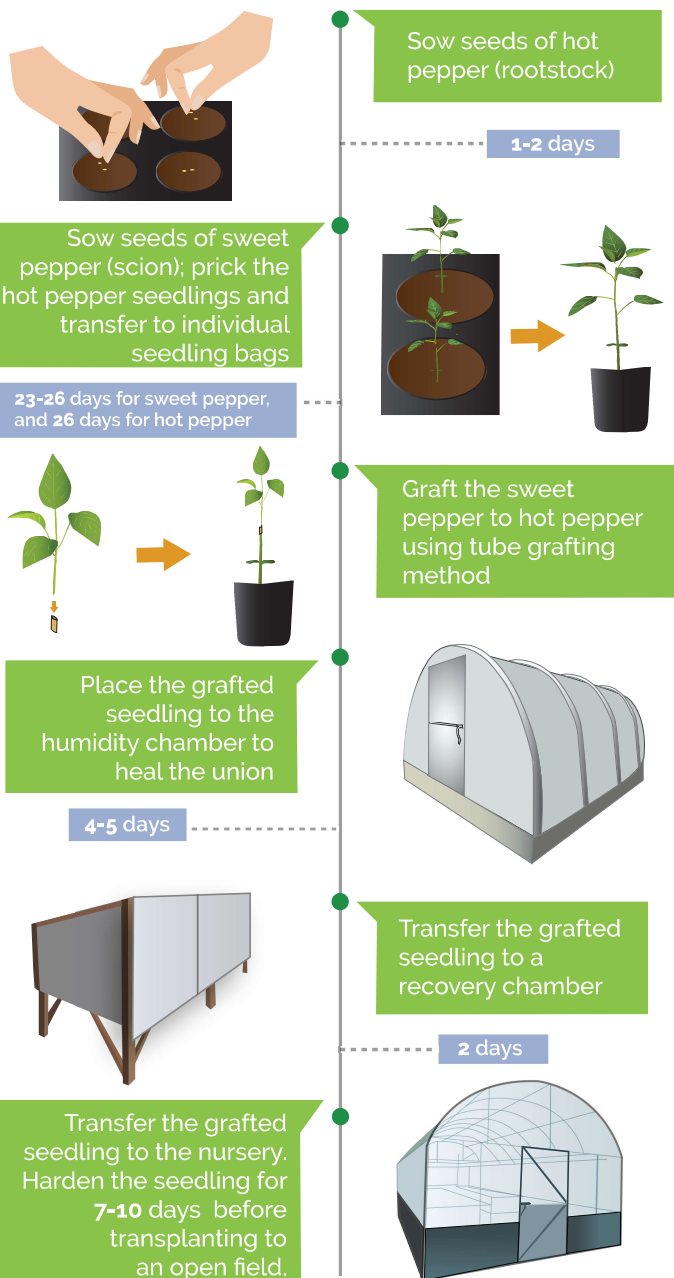 Sow seeds of hot
pepper (rootstock)
1-2 days
Sow seeds of sweet
pepper (scion); prick the
hot pepper seedlings and
transfer to individual
seedling bags
23-26 days for sweet pepper,
and 26 days for hot pepper
Graft the sweet
pepper to hot pepper
using tube grafting
method
Place the grafted
seedling to the
humidity chamber to
heal the union
4-5 days
Transfer the grafted
seedling to a
recovery chamber
2 days
Transfer the grafted
seedling to the nursery.
Harden the seedling for
7-10 days before
transplanting to
an open field.